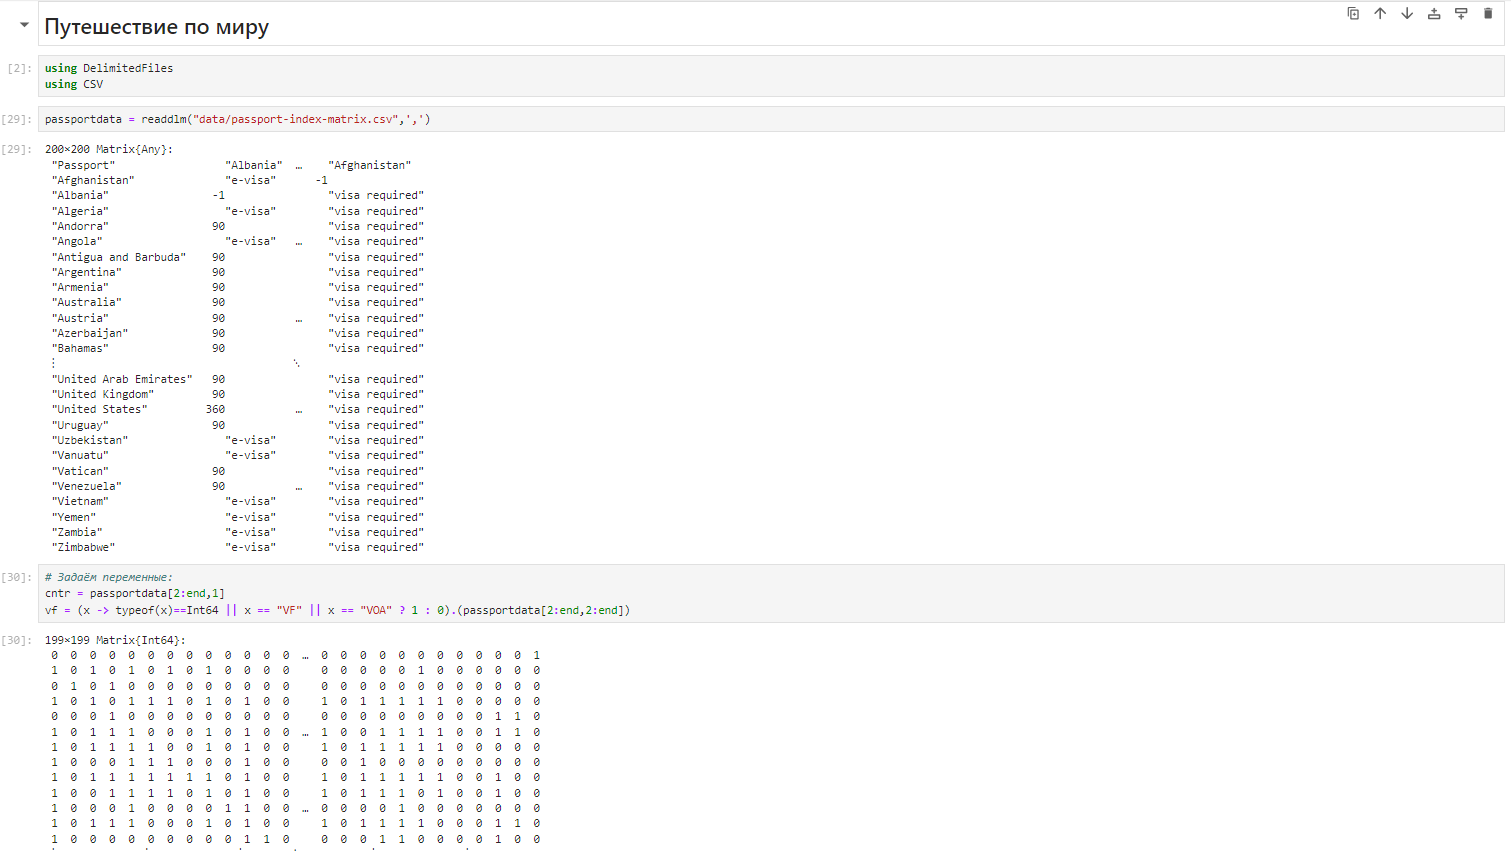 Путешествие по миру
[2]: using DelimitedFiles
using CSV
[29]: passportdata = readdlm("data/passport-index-matrix.csv",',')
[29]: 200×200 Matrix{Any}:
"Passport" "Albania" … "Afghanistan"
"Afghanistan" "e-visa" -1
"Albania" -1 "visa required"
"Algeria" "e-visa" "visa required"
"Andorra" 90 "visa required"
"Angola" "e-visa" … "visa required"
"Antigua and Barbuda" 90 "visa required"
"Argentina" 90 "visa required"
"Armenia" 90 "visa required"
"Australia" 90 "visa required"
"Austria" 90 … "visa required"
"Azerbaijan" 90 "visa required"
"Bahamas" 90 "visa required"
⋮ ⋱
"United Arab Emirates" 90 "visa required"
"United Kingdom" 90 "visa required"
"United States" 360 … "visa required"
"Uruguay" 90 "visa required"
"Uzbekistan" "e-visa" "visa required"
"Vanuatu" "e-visa" "visa required"
"Vatican" 90 "visa required"
"Venezuela" 90 … "visa required"
"Vietnam" "e-visa" "visa required"
"Yemen" "e-visa" "visa required"
"Zambia" "e-visa" "visa required"
"Zimbabwe" "e-visa" "visa required"
[30]: # Задаём переменные:
cntr = passportdata[2:end,1]
vf = (x -> typeof(x)==Int64 || x == "VF" || x == "VOA" ? 1 : 0).(passportdata[2:end,2:end])
[30]: 199×199 Matrix{Int64}:
0 0 0 0 0 0 0 0 0 0 0 0 0 … 0 0 0 0 0 0 0 0 0 0 0 1
1 0 1 0 1 0 1 0 1 0 0 0 0 0 0 0 0 0 1 0 0 0 0 0 0
0 1 0 1 0 0 0 0 0 0 0 0 0 0 0 0 0 0 0 0 0 0 0 0 0
1 0 1 0 1 1 1 0 1 0 1 0 0 1 0 1 1 1 1 1 0 0 0 0 0
0 0 0 1 0 0 0 0 0 0 0 0 0 0 0 0 0 0 0 0 0 0 1 1 0
1 0 1 1 1 0 0 0 1 0 1 0 0 … 1 0 0 1 1 1 1 0 0 1 1 0
1 0 1 1 1 1 0 0 1 0 1 0 0 1 0 1 1 1 1 1 0 0 0 0 0
1 0 0 0 1 1 1 0 0 0 1 0 0 0 0 1 0 0 0 0 0 0 0 0 0
1 0 1 1 1 1 1 1 1 0 1 0 0 1 0 1 1 1 1 1 0 0 1 0 0
1 0 0 1 1 1 1 0 1 0 1 0 0 1 0 1 1 1 0 1 0 0 1 0 0
1 0 0 0 1 0 0 0 0 1 1 0 0 … 0 0 0 0 1 0 0 0 0 0 0 0
1 0 1 1 1 0 0 0 1 0 1 0 0 1 0 1 1 1 1 0 0 0 1 1 0
1 0 0 0 0 0 0 0 0 0 1 1 0 0 0 0 1 1 0 0 0 0 1 0 0